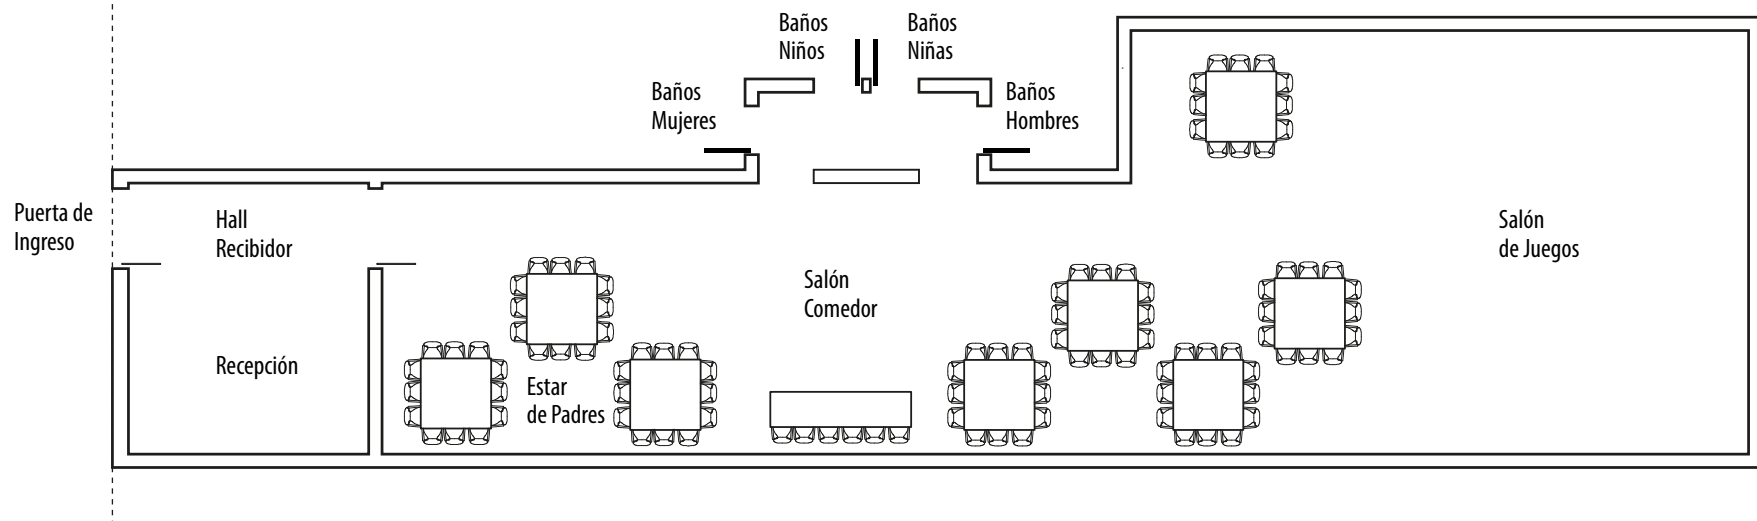 Baños
Niños
Baños
Niñas
Baños
Mujeres
Baños
Hombres
Puerta de
Ingreso
Hall
Recibidor
Salón
de Juegos
Salón
Comedor
Recepción
Estar
de Padres